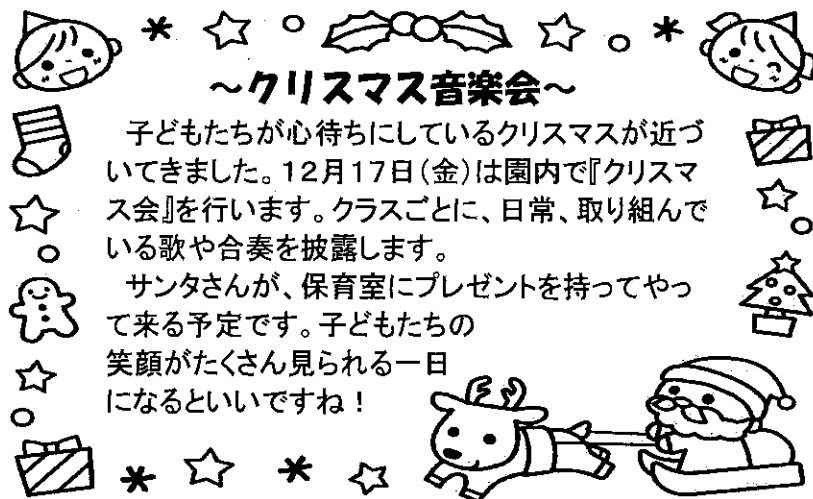 ～クリスマス音楽会～
子どもたちが心待ちにしているクリスマスが近づ
いてきました。12月17日(金)は園内で『クリスマ
ス会』を行います。クラスごとに、日常、取り組んで
いる歌や合奏を披露します。
サンタさんが、保育室にプレゼントを持ってやっ
て来る予定です。子どもたちの
笑顔がたくさん見られる一日
になるといいですね！